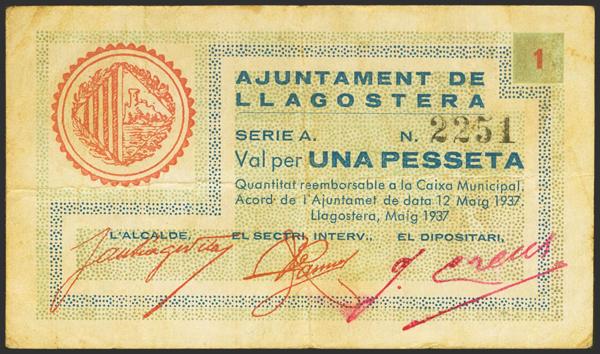 1
AJUNTAMENT DE
LLAGOSTERA
SERIE A. N. 2251
Val per UNA PESSETA
Quantitat reemborsable a la Caixa Municipal.
Acord de l'Ajuntamet de data 12 Maig 1937.
Llagostera, Maig 1937
L'ALCALDE, EL SECTRI, INTERV., EL DIPOSITARI,